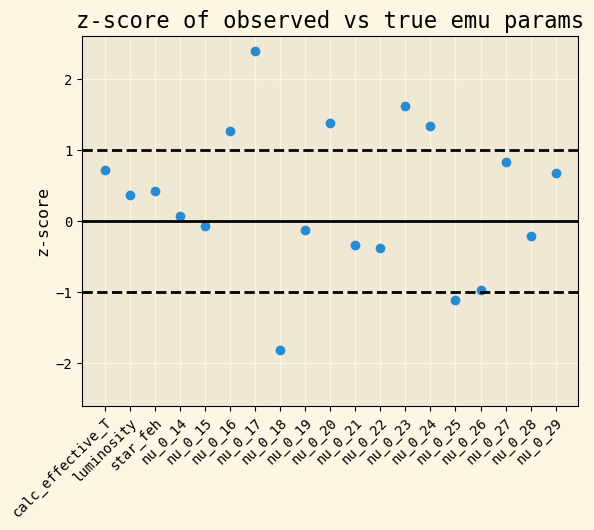 z-score of observed vs true emu params
z-score
2
1
0
−1
−2
calc_effective_T
luminosity
star_feh
nu_0_14
nu_0_15
nu_0_16
nu_0_17
nu_0_18
nu_0_19
nu_0_20
nu_0_21
nu_0_22
nu_0_23
nu_0_24
nu_0_25
nu_0_26
nu_0_27
nu_0_28
nu_0_29